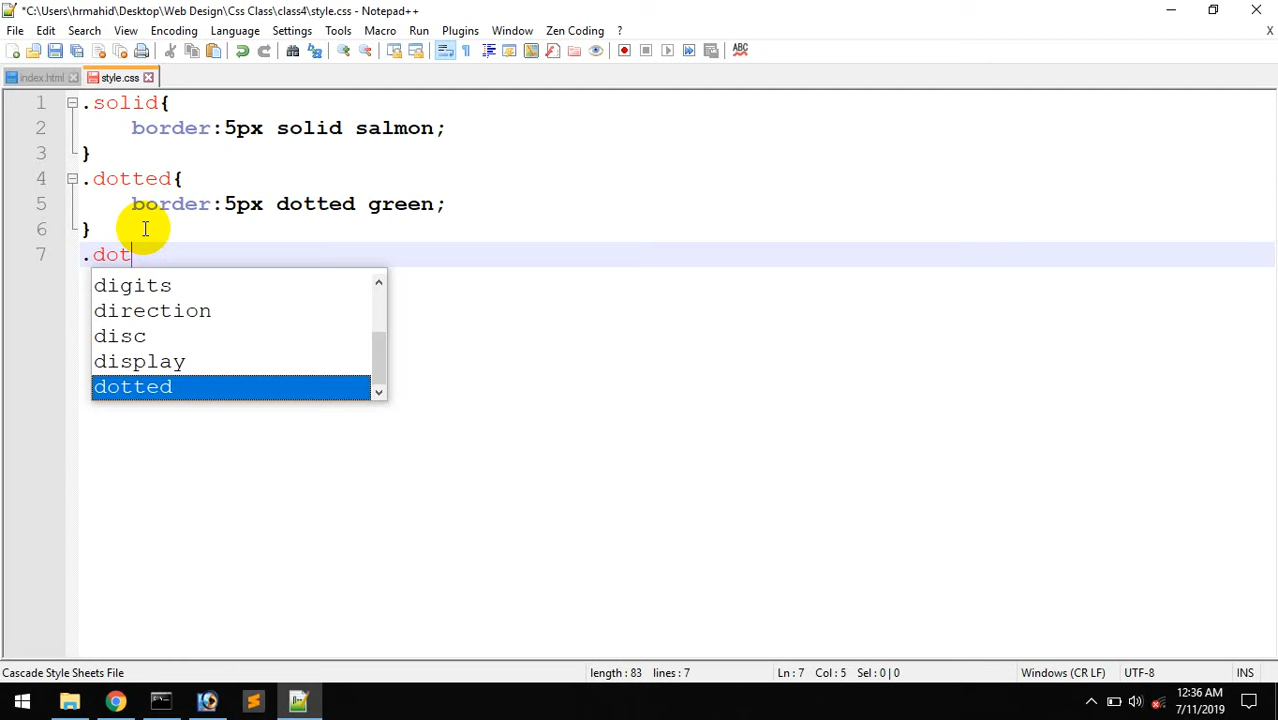 *C:\Users\hrmahid\Desktop\Web Design\Css Class\class4\style.css - Notepad++
File Edit Search View Encoding Language Settings Tools Macro Run Plugins Window Zen Coding ? X
index.html style.css
1 .solid{
2 border:5px solid salmon;
3 }
4 .dotted{
5 border:5px dotted green;
6 }
7 .dot
digits
direction
disc
display
dotted
Cascade Style Sheets File length : 83 lines : 7 Ln : 7 Col : 5 Sel : 0 | 0 Windows (CR LF) UTF-8 INS
12:36 AM
7/11/2019